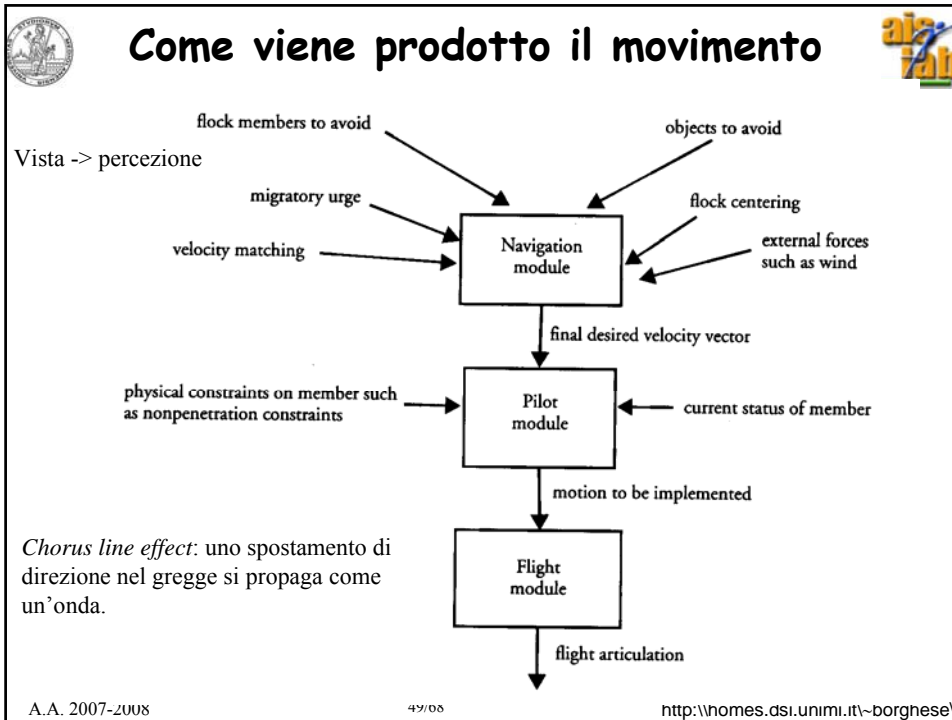 Come viene prodotto il movimento
ais
lab
flock members to avoid
objects to avoid
Vista -> percezione
migratory urge
flock centering
velocity matching
Navigation
module
external forces
such as wind
final desired velocity vector
physical constraints on member such
as nonpenetration constraints
Pilot
module
current status of member
motion to be implemented
Chorus line effect: uno spostamento di
direzione nel gregge si propaga come
un'onda.
Flight
module
flight articulation
A.A. 2007-2008
49/68
http:\\homes.dsi.unimi.it\~borghese\